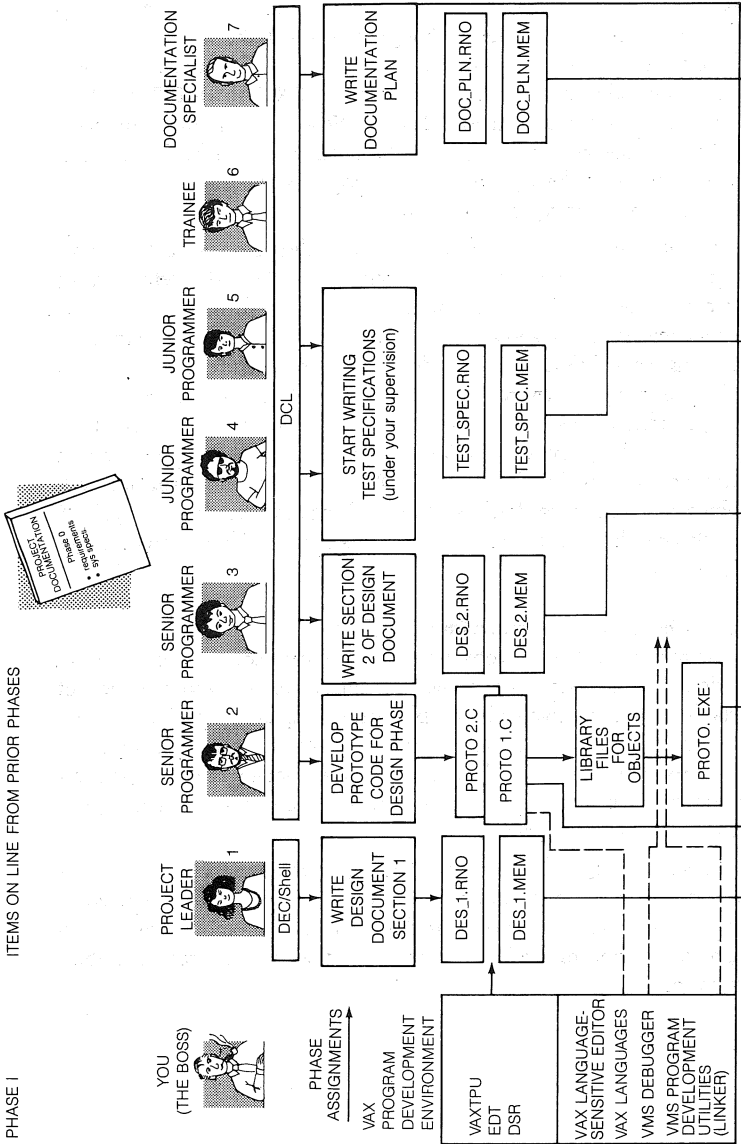 PHASE I
ITEMS ON LINE FROM PRIOR PHASES
PROJECT
DOCUMENTATION
Phase 0
• requirements
• sys specs.
YOU
(THE BOSS)
PROJECT
LEADER
1
SENIOR
PROGRAMMER
2
SENIOR
PROGRAMMER
3
JUNIOR
PROGRAMMER
4
JUNIOR
PROGRAMMER
5
TRAINEE
6
DOCUMENTATION
SPECIALIST
7
DEC/Shell
DCL
PHASE
ASSIGNMENTS
WRITE
DESIGN
DOCUMENT
SECTION 1
DEVELOP
PROTOTYPE
CODE FOR
DESIGN PHASE
WRITE SECTION
2 OF DESIGN
DOCUMENT
START WRITING
TEST SPECIFICATIONS
(under your supervision)
WRITE
DOCUMENTATION
PLAN
VAX
PROGRAM
DEVELOPMENT
ENVIRONMENT
VAXTPU
EDT
DSR
DES_1.RNO
DES_1.MEM
PROTO 2.C
PROTO 1.C
DES_2.RNO
DES_2.MEM
TEST_SPEC.RNO
TEST_SPEC.MEM
DOC_PLN.RNO
DOC_PLN.MEM
VAX LANGUAGE-
SENSITIVE EDITOR
VAX LANGUAGES
VMS DEBUGGER
VMS PROGRAM
DEVELOPMENT
UTILITIES
(LINKER)
LIBRARY
FILES
FOR
OBJECTS
PROTO. EXE